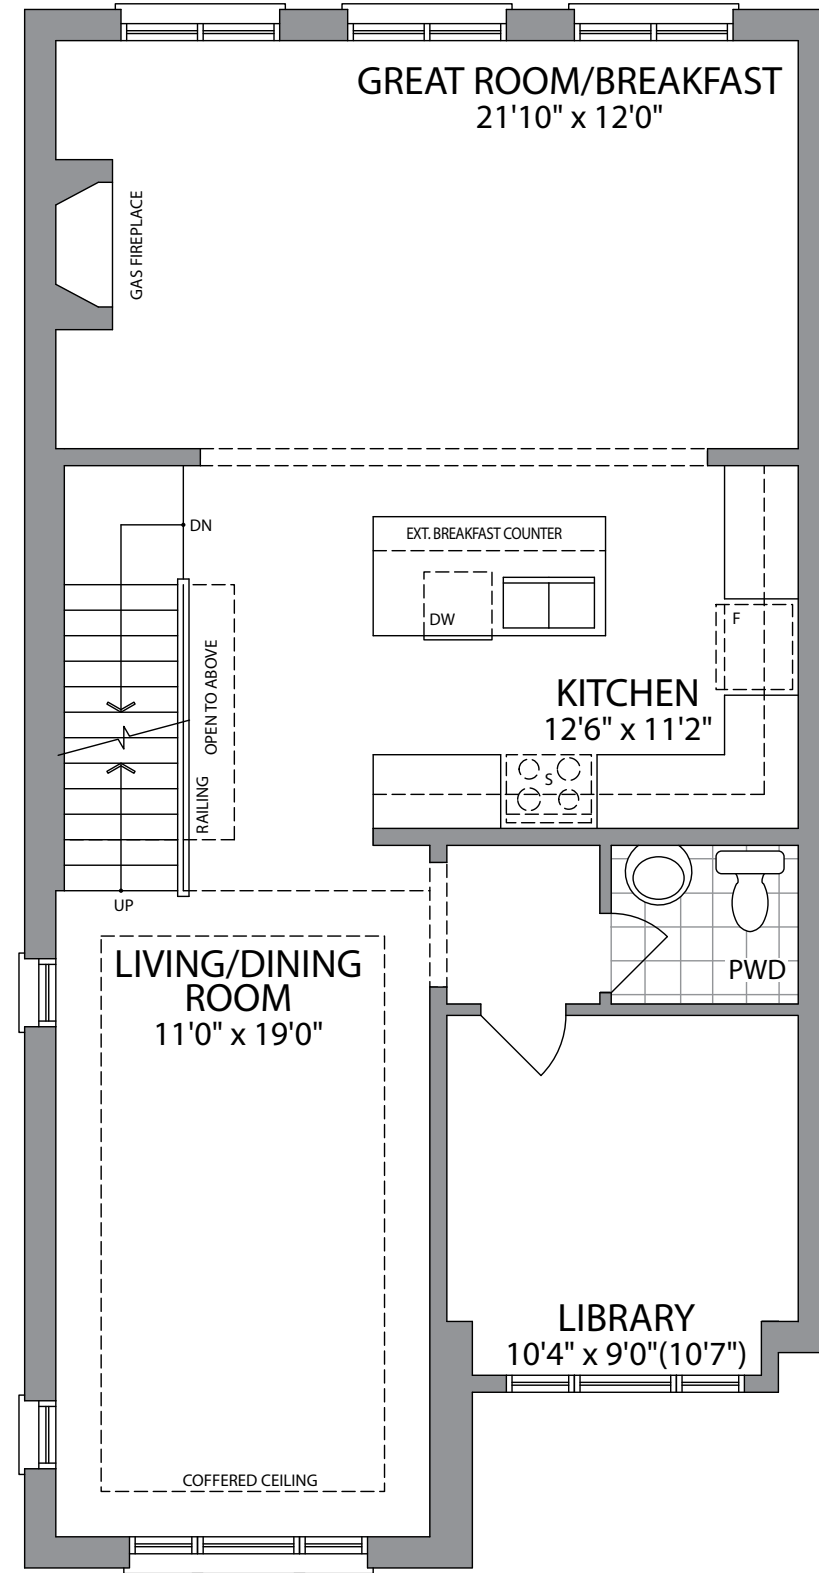 GREAT ROOM/BREAKFAST
21'10" x 12'0"
GAS FIREPLACE
DN
EXT. BREAKFAST COUNTER
DW
F
OPEN TO ABOVE
RAILING
KITCHEN
12'6" x 11'2"
S
UP
LIVING/DINING
ROOM
11'0" x 19'0"
PWD
LIBRARY
10'4" x 9'0"(10'7")
COFFERED CEILING